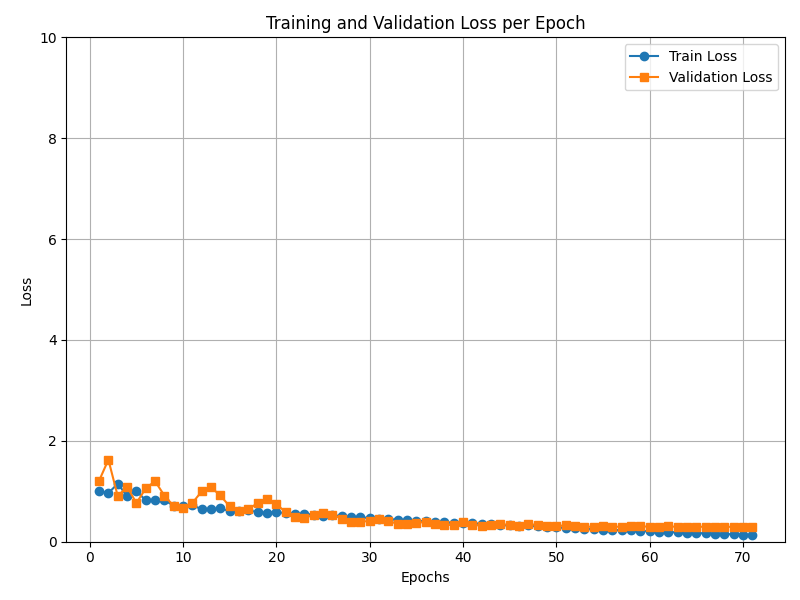 Training and Validation Loss per Epoch
Train Loss
Validation Loss
Loss
10
8
6
4
2
0
0 10 20 30 40 50 60 70
Epochs